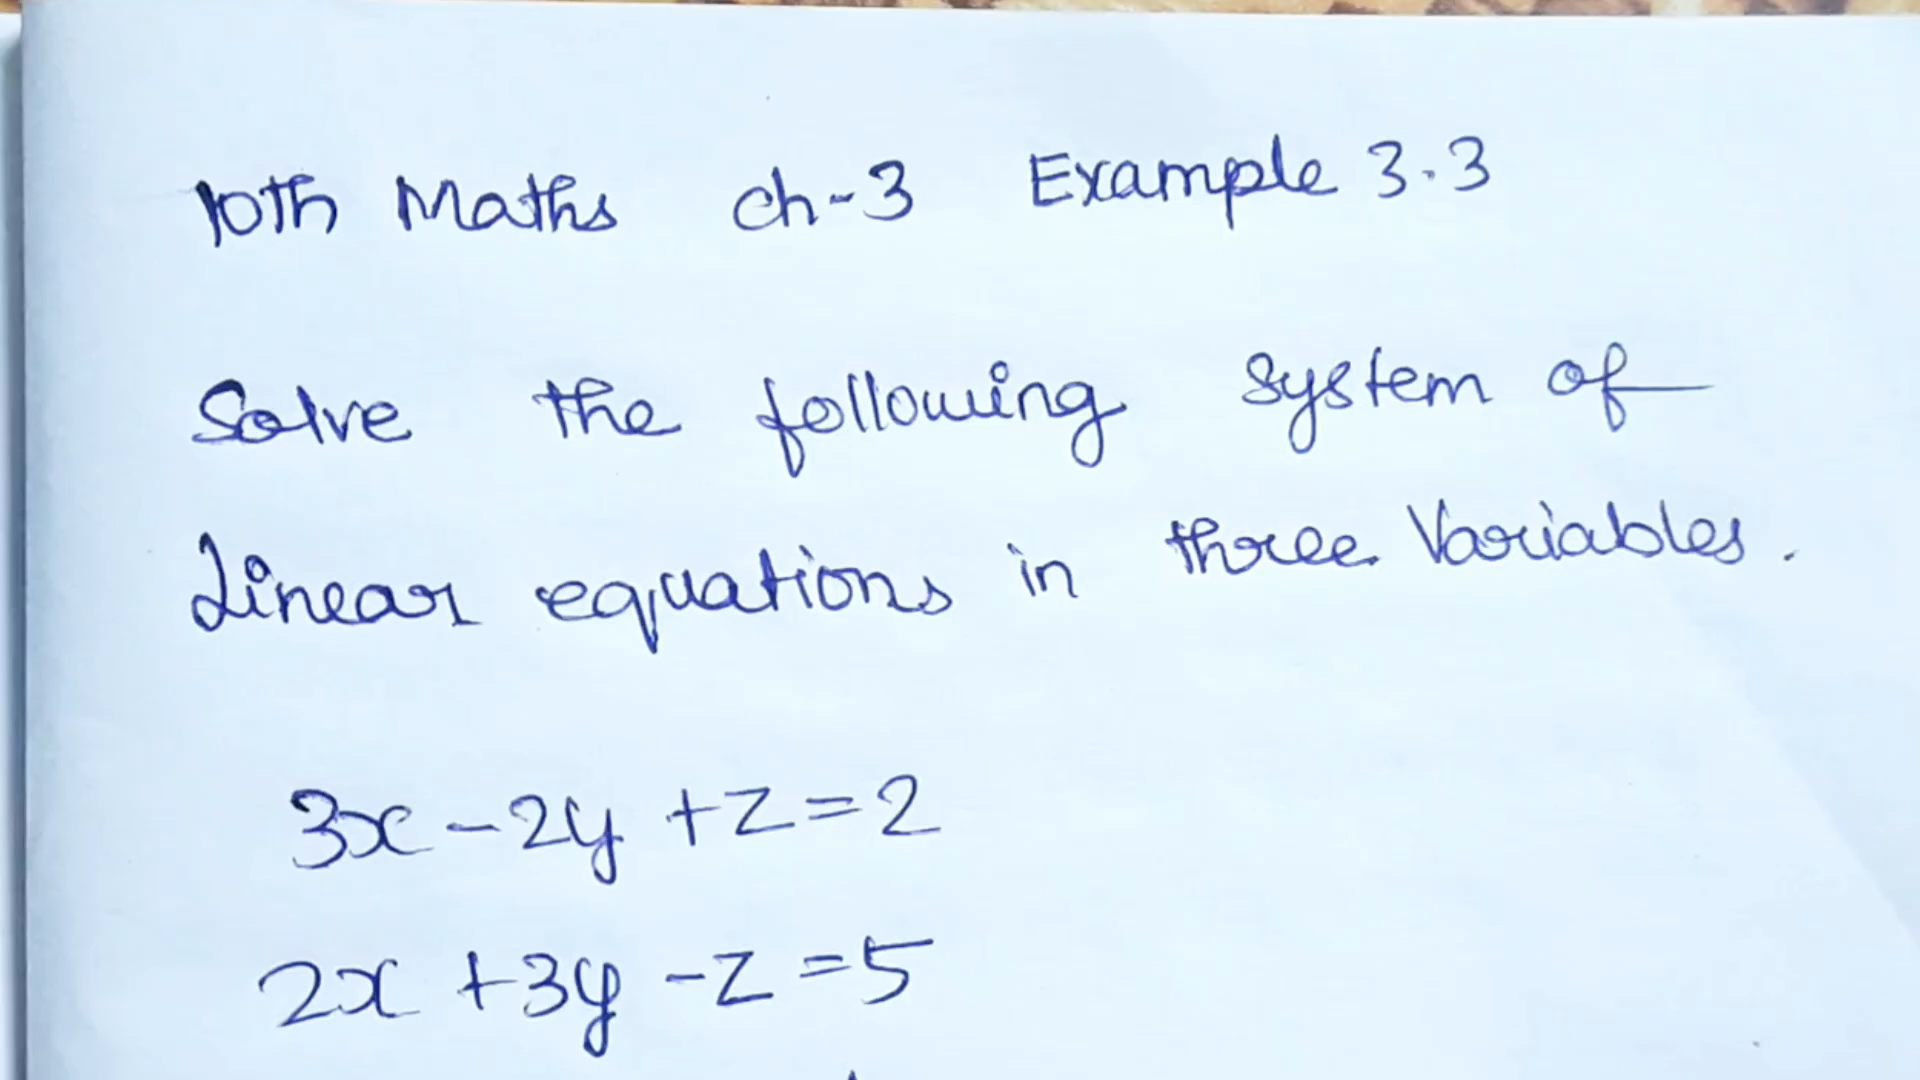 10th Maths ch-3 Example 3.3
Solve the following system of
Linear equations in three Variables.
3x - 2y + z = 2
2x + 3y - z = 5